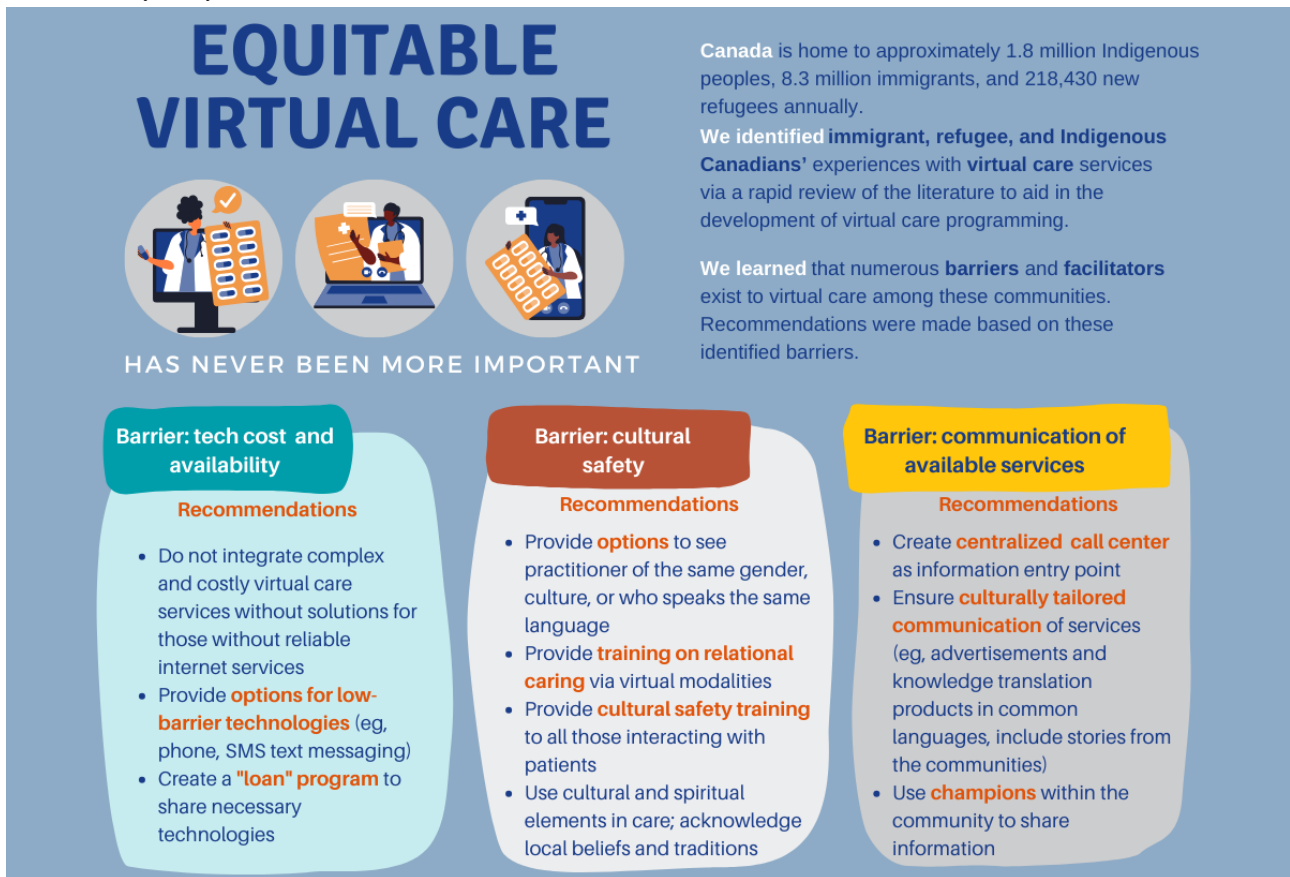 EQUITABLE
VIRTUAL CARE
HAS NEVER BEEN MORE IMPORTANT
Canada is home to approximately 1.8 million Indigenous
peoples, 8.3 million immigrants, and 218,430 new
refugees annually.
We identified immigrant, refugee, and Indigenous
Canadians' experiences with virtual care services
via a rapid review of the literature to aid in the
development of virtual care programming.
We learned that numerous barriers and facilitators
exist to virtual care among these communities.
Recommendations were made based on these
identified barriers.
Barrier: tech cost and
availability
Recommendations
• Do not integrate complex
and costly virtual care
services without solutions for
those without reliable
internet services
• Provide options for low-
barrier technologies (eg,
phone, SMS text messaging)
• Create a "loan" program to
share necessary
technologies
Barrier: cultural
safety
Recommendations
• Provide options to see
practitioner of the same gender,
culture, or who speaks the same
language
• Provide training on relational
caring via virtual modalities
• Provide cultural safety training
to all those interacting with
patients
• Use cultural and spiritual
elements in care; acknowledge
local beliefs and traditions
Barrier: communication of
available services
Recommendations
• Create centralized call center
as information entry point
• Ensure culturally tailored
communication of services
(eg, advertisements and
knowledge translation
products in common
languages, include stories from
the communities)
• Use champions within the
community to share
information